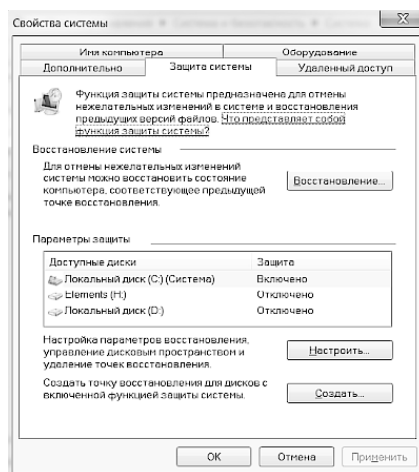 Свойства системы
Имя компьютера
Оборудование
Дополнительно
Защита системы
Удаленный доступ
Функция защиты системы предназначена для отмены
нежелательных изменений в системе и восстановления
предыдущих версий файлов. Что представляет собой
функция защиты системы?
Восстановление системы
Для отмены нежелательных изменений
системы можно восстановить состояние
компьютера, соответствующее предыдущей
точке восстановления.
Восстановление...
Параметры защиты
Доступные диски
Защита
Локальный диск (C:) (Система)
Включено
Elements (H:)
Отключено
Локальный диск (D:)
Отключено
Настройка параметров восстановления,
управление дисковым пространством и
удаление точек восстановления.
Настроить...
Создать точку восстановления для дисков с
включенной функцией защиты системы.
Создать...
ОК
Отмена
Применить